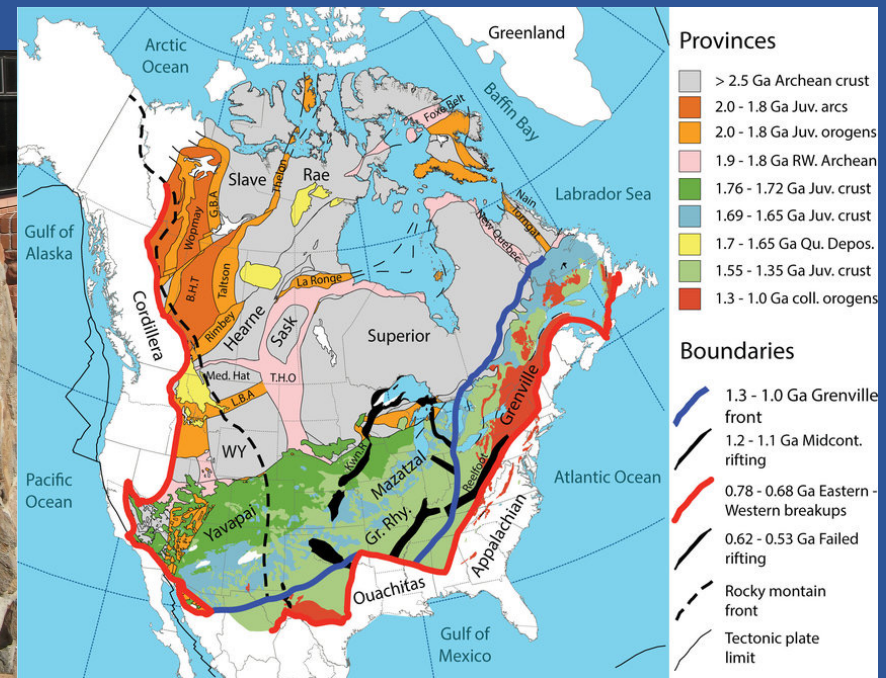 Arctic
Ocean
Greenland
Baffin Bay
Foxe Belt
Labrador Sea
Gulf of
Alaska
Slave
Rae
Thelon
G.B.A
Wopmay
Nain
Torngat
New Quebec
B.H.T
Taltson
La Ronge
Rimbey
Hearne
Sask
Superior
Cordillera
Med. Hat
T.H.O
L.B.A
WY
Grenville
Pacific
Ocean
Yavapai
Kwn.R
Mazatzal
Reelfoot
Gr. Rhy.
Atlantic Ocean
Appalachian
Ouachitas
Gulf of
Mexico
Provinces
> 2.5 Ga Archean crust
2.0 - 1.8 Ga Juv. arcs
2.0 - 1.8 Ga Juv. orogens
1.9 - 1.8 Ga RW. Archean
1.76 - 1.72 Ga Juv. crust
1.69 - 1.65 Ga Juv. crust
1.7 - 1.65 Ga Qu. Depos.
1.55 - 1.35 Ga Juv. crust
1.3 - 1.0 Ga coll. orogens
Boundaries
1.3 - 1.0 Ga Grenville
front
1.2 - 1.1 Ga Midcont.
rifting
0.78 - 0.68 Ga Eastern -
Western breakups
0.62 - 0.53 Ga Failed
rifting
Rocky montain
front
Tectonic plate
limit